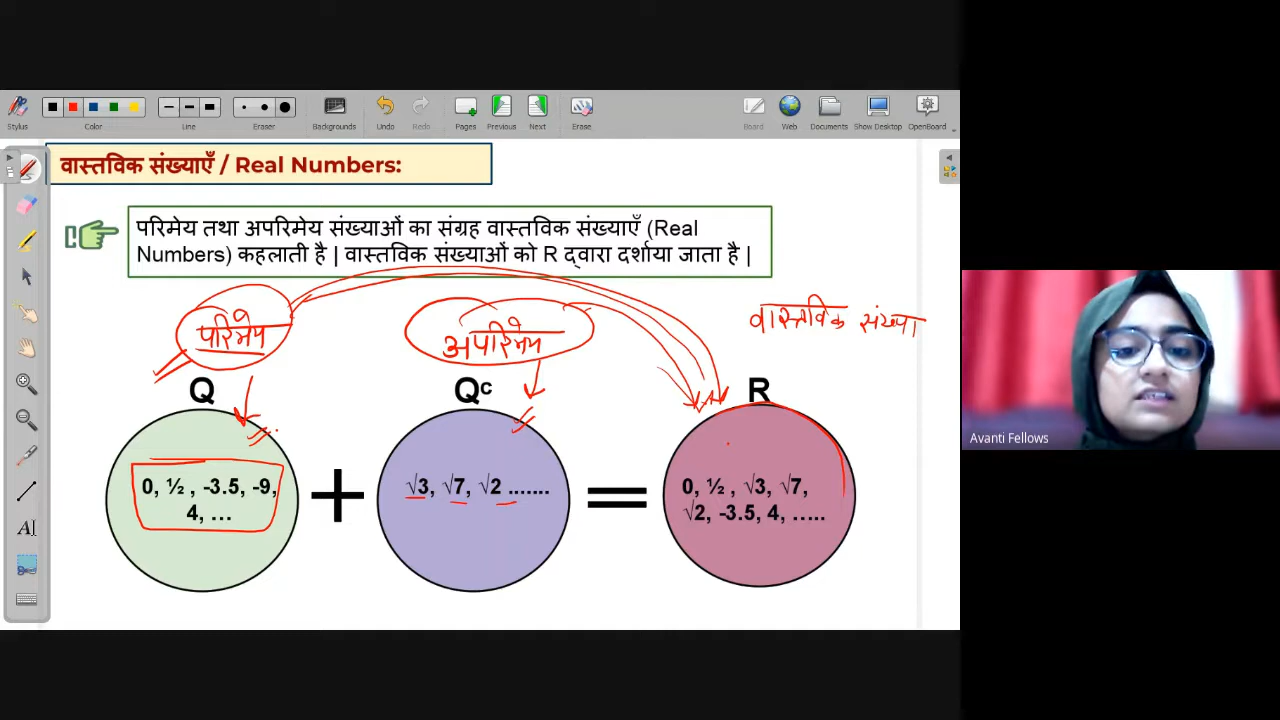 Stylus
Color
Line
Eraser
Backgrounds
Undo
Redo
Pages
Previous
Next
Erase
Board
Web
Documents
Show Desktop
OpenBoard
वास्तविक संख्याएँ / Real Numbers:
परिमेय तथा अपरिमेय संख्याओं का संग्रह वास्तविक संख्याएँ (Real
Numbers) कहलाती है | वास्तविक संख्याओं को R द्वारा दर्शाया जाता है |
परिमेय
अपरिमेय
वास्तविक संख्या
Q
Qᶜ
R
0, ½ , -3.5, -9,
4, ...
+
√3, √7, √2 .......
=
0, ½ , √3, √7,
√2, -3.5, 4, .....
Avanti Fellows